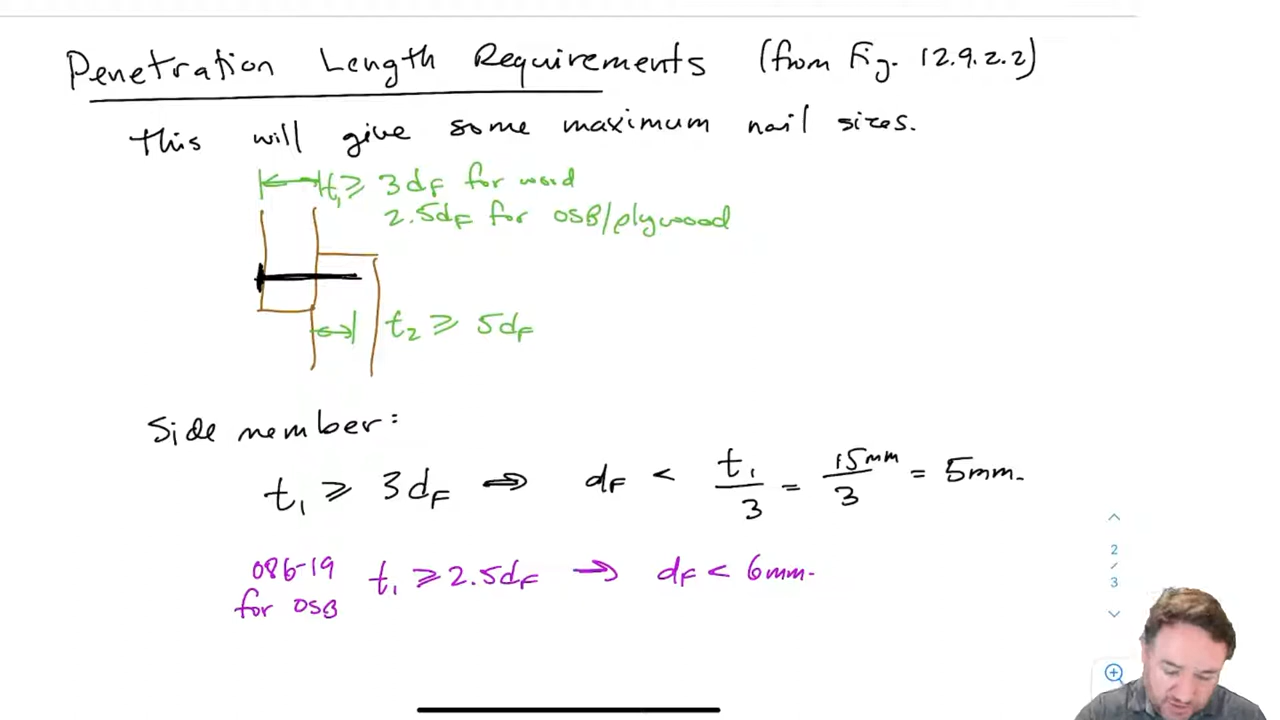 Penetration Length Requirements (from Fig. 12.9.2.2)
This will give some maximum nail sizes.
t₁ ≥ 3dF for wood
2.5dF for OSB/plywood
t₂ ≥ 5dF
Side member:
t₁ ≥ 3dF ⇒ dF < t₁/3 = 15mm/3 = 5mm.
086-19 t₁ ≥ 2.5dF → dF < 6mm.
for OSB
2
/
3